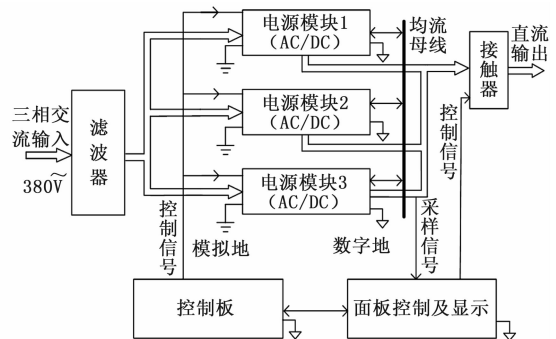 电源模块1
(AC/DC)
均流
母线
直流
输出
接触器
三相交
流输入
380V~
滤波器
电源模块2
(AC/DC)
控制信号
电源模块3
(AC/DC)
控制信号
模拟地
数字地
采样信号
控制板
面板控制及显示